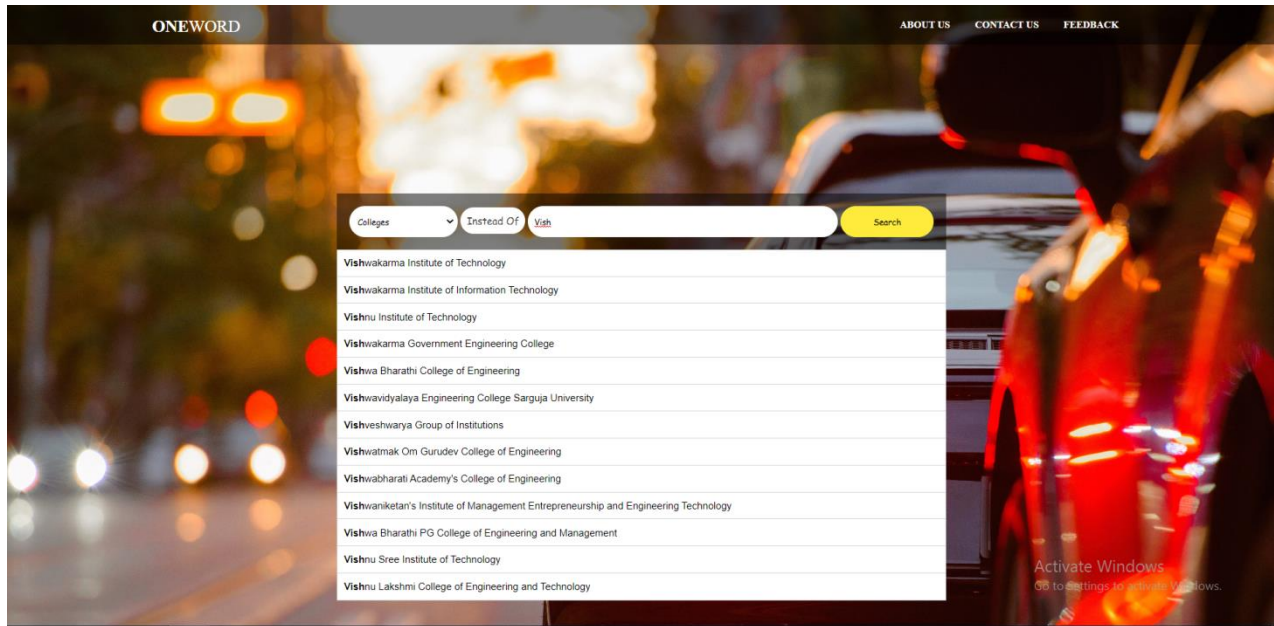 ONEWORD ABOUT US CONTACT US FEEDBACK
Colleges Instead Of Vish Search
Vishwakarma Institute of Technology
Vishwakarma Institute of Information Technology
Vishnu Institute of Technology
Vishwakarma Government Engineering College
Vishwa Bharathi College of Engineering
Vishwavidyalaya Engineering College Sarguja University
Vishveshwarya Group of Institutions
Vishwatmak Om Gurudev College of Engineering
Vishwabharati Academy's College of Engineering
Vishwaniketan's Institute of Management Entrepreneurship and Engineering Technology
Vishwa Bharathi PG College of Engineering and Management
Vishnu Sree Institute of Technology
Vishnu Lakshmi College of Engineering and Technology
Activate Windows
Go to Settings to activate Windows.